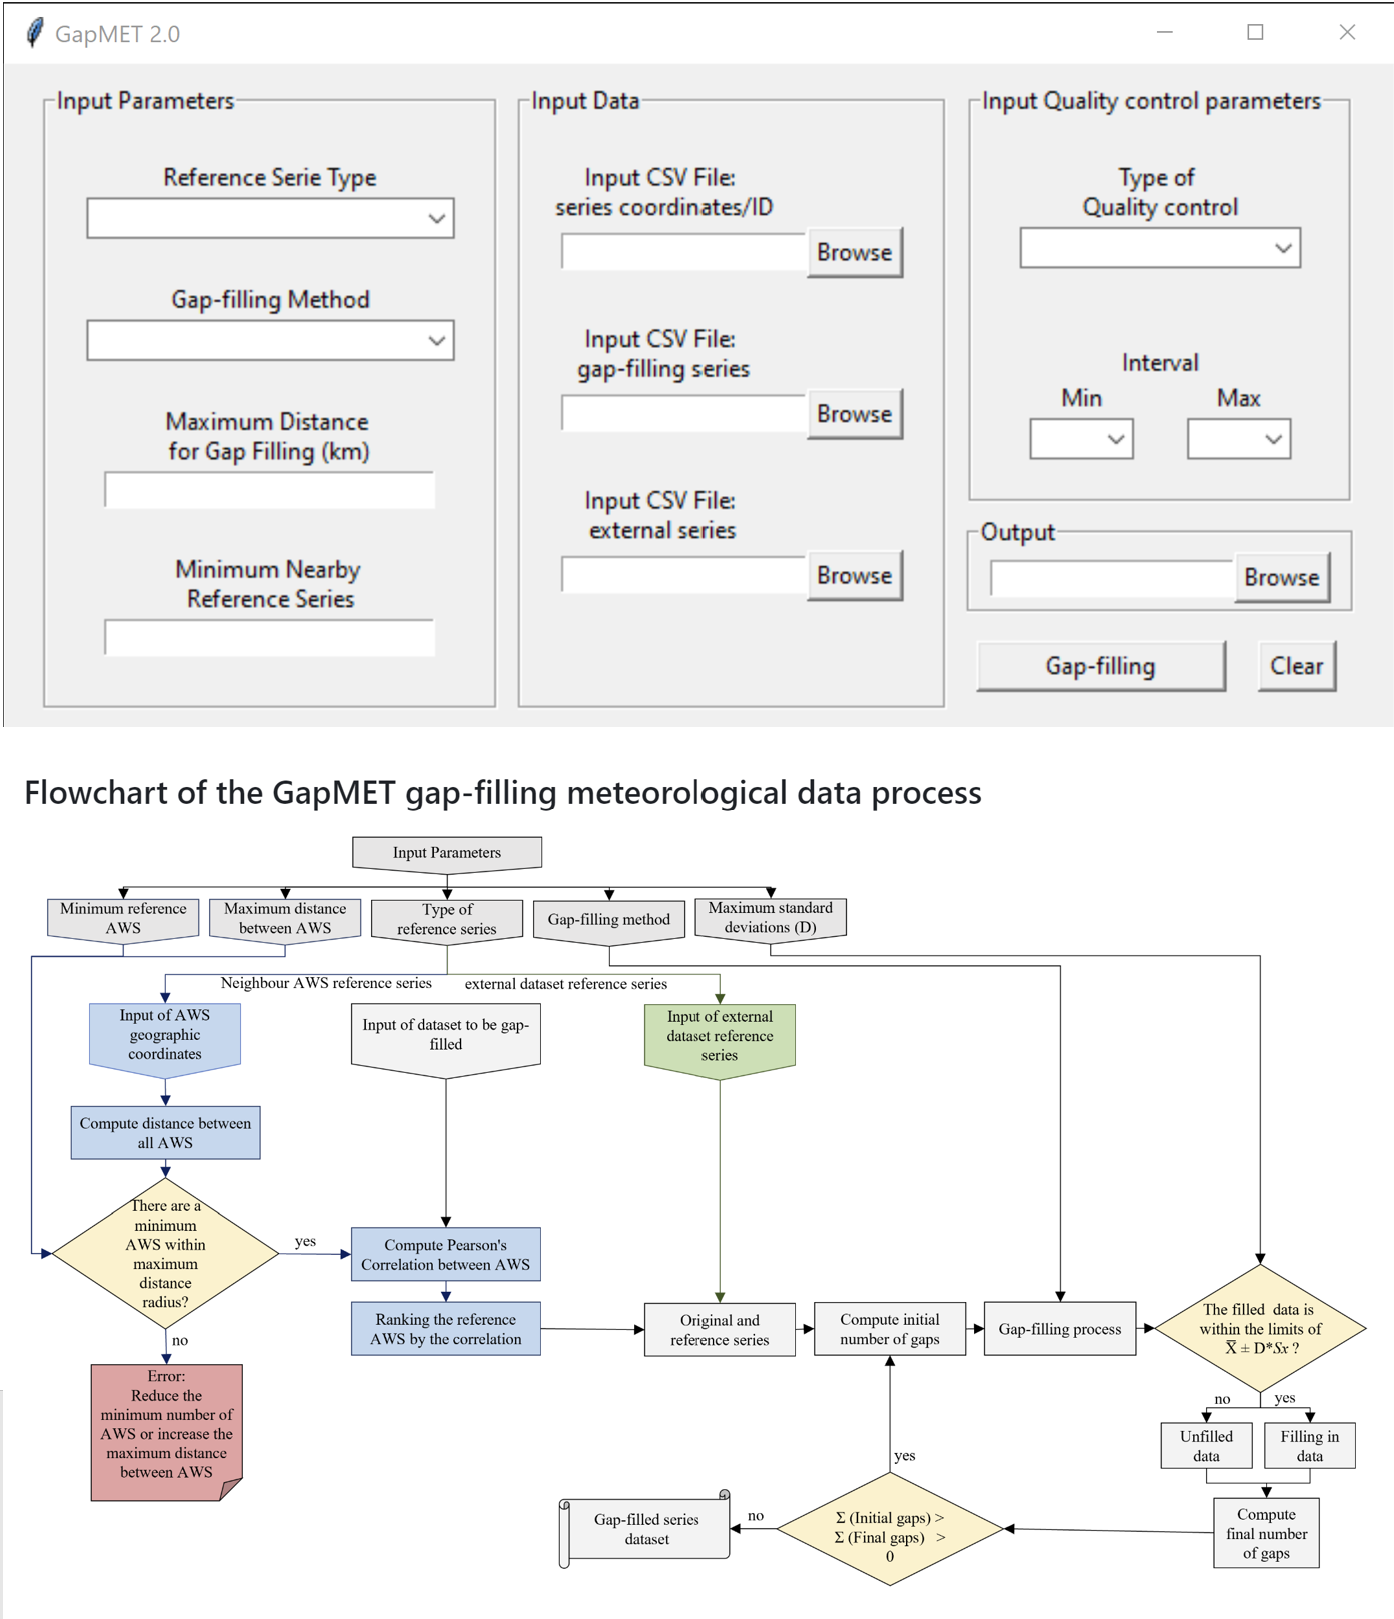 GapMET 2.0
Input Parameters
Reference Serie Type
Gap-filling Method
Maximum Distance
for Gap Filling (km)
Minimum Nearby
Reference Series
Input Data
Input CSV File:
series coordinates/ID
Browse
Input CSV File:
gap-filling series
Browse
Input CSV File:
external series
Browse
Input Quality control parameters
Type of
Quality control
Interval
Min
Max
Output
Browse
Gap-filling
Clear
Flowchart of the GapMET gap-filling meteorological data process
Input Parameters
Minimum reference
AWS
Maximum distance
between AWS
Type of
reference series
Gap-filling method
Maximum standard
deviations (D)
Neighbour AWS reference series
external dataset reference series
Input of AWS
geographic
coordinates
Input of dataset to be gap-
filled
Input of external
dataset reference
series
Compute distance between
all AWS
There are a
minimum
AWS within
maximum
distance
radius?
yes
no
Compute Pearson's
Correlation between AWS
Ranking the reference
AWS by the correlation
Original and
reference series
Compute initial
number of gaps
Gap-filling process
The filled data is
within the limits of
X̅ ± D*Sx ?
no
yes
Unfilled
data
Filling in
data
Error:
Reduce the
minimum number of
AWS or increase the
maximum distance
between AWS
yes
Compute
final number
of gaps
Σ (Initial gaps) >
Σ (Final gaps) >
0
no
Gap-filled series
dataset